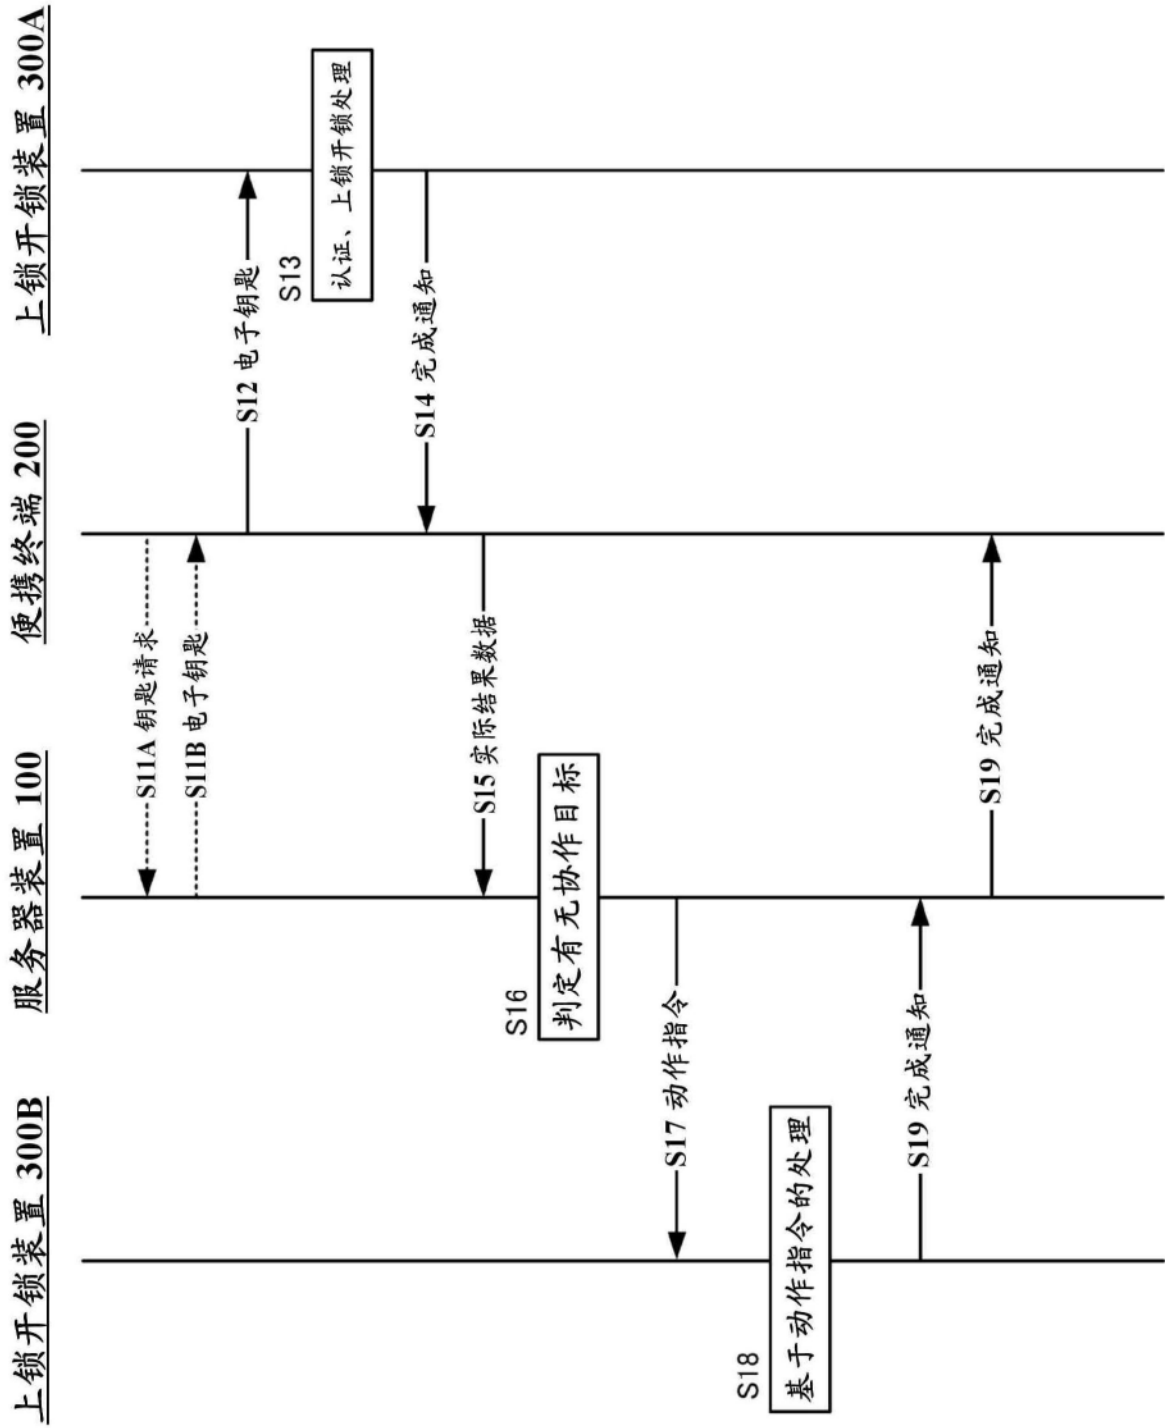 上锁开锁装置 300B
服务器装置 100
便携终端 200
上锁开锁装置 300A
S11A 钥匙请求
S11B 电子钥匙
S12 电子钥匙
S13
认证、上锁开锁处理
S14 完成通知
S15 实际结果数据
S16
判定有无协作目标
S17 动作指令
S18
基于动作指令的处理
S19 完成通知
S19 完成通知